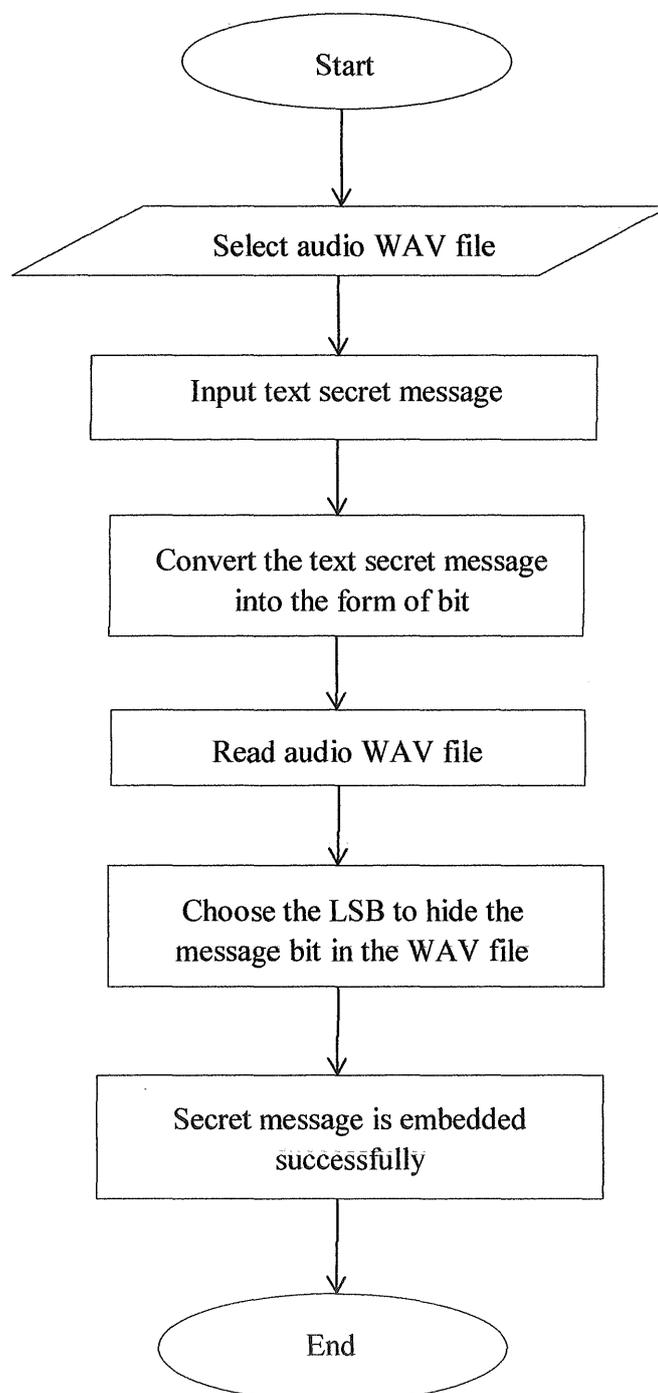 Start
Select audio WAV file
Input text secret message
Convert the text secret message
into the form of bit
Read audio WAV file
Choose the LSB to hide the
message bit in the WAV file
Secret message is embedded
successfully
End